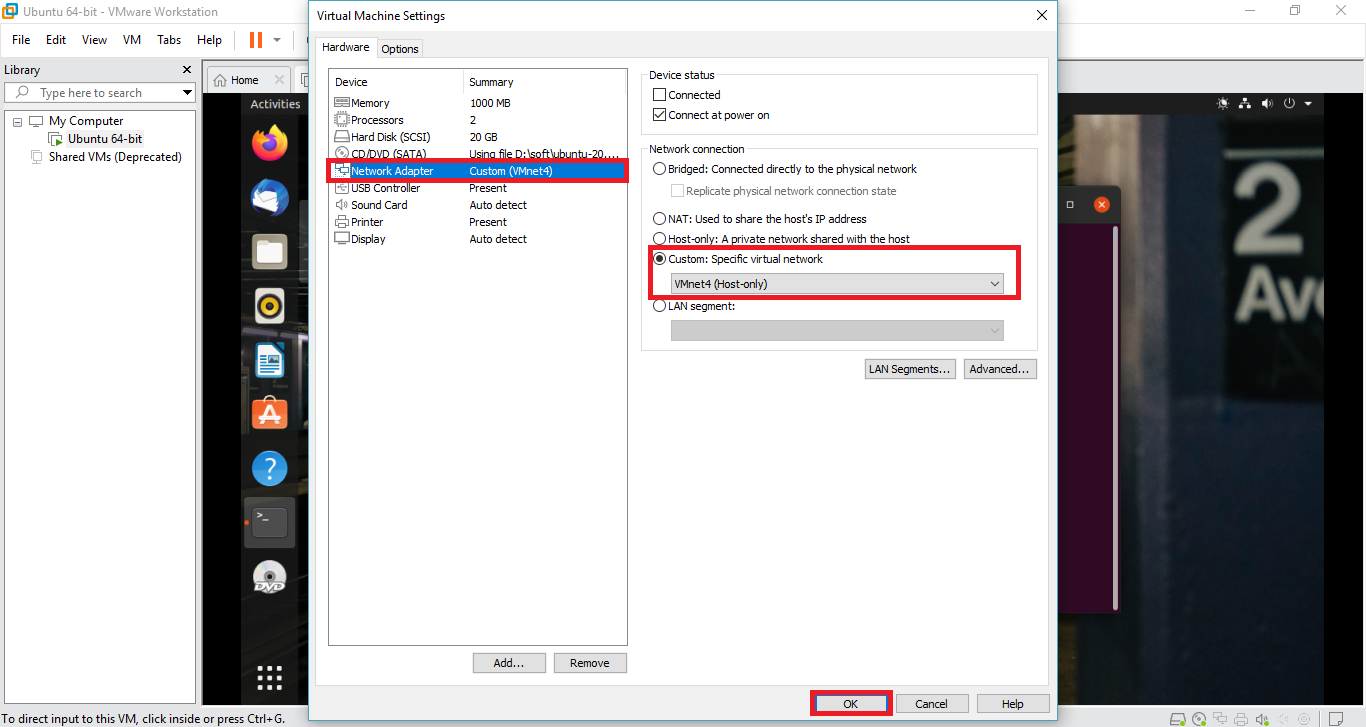 Ubuntu 64-bit - VMware Workstation
File Edit View VM Tabs Help
Library
Type here to search
My Computer
Ubuntu 64-bit
Shared VMs (Deprecated)
Home
Activities
>_
DVD
Virtual Machine Settings
Hardware Options
Device Summary
Memory 1000 MB
Processors 2
Hard Disk (SCSI) 20 GB
CD/DVD (SATA) Using file D:\soft\ubuntu-20....
Network Adapter Custom (VMnet4)
USB Controller Present
Sound Card Auto detect
Printer Present
Display Auto detect
Add... Remove
Device status
Connected
Connect at power on
Network connection
Bridged: Connected directly to the physical network
Replicate physical network connection state
NAT: Used to share the host's IP address
Host-only: A private network shared with the host
Custom: Specific virtual network
VMnet4 (Host-only)
LAN segment:
LAN Segments... Advanced...
OK Cancel Help
2
Ave
To direct input to this VM, click inside or press Ctrl+G.